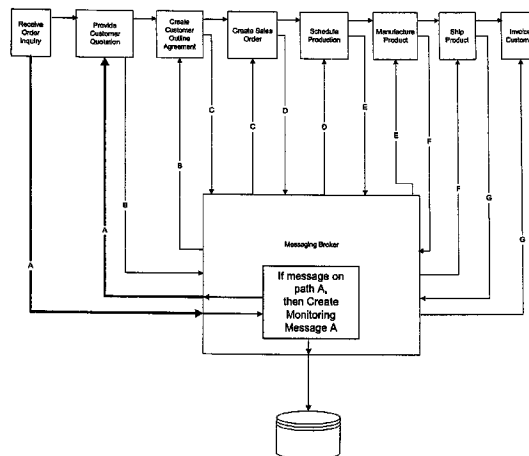 Receive
Order
Inquiry
Provide
Customer
Quotation
Create
Customer
Outline
Agreement
Create Sales
Order
Schedule
Production
Manufacture
Product
Ship
Product
Invoice
Custome
C
D
E
C
D
E
F
F
B
B
A
A
G
G
Messaging Broker
If message on
path A,
then Create
Monitoring
Message A